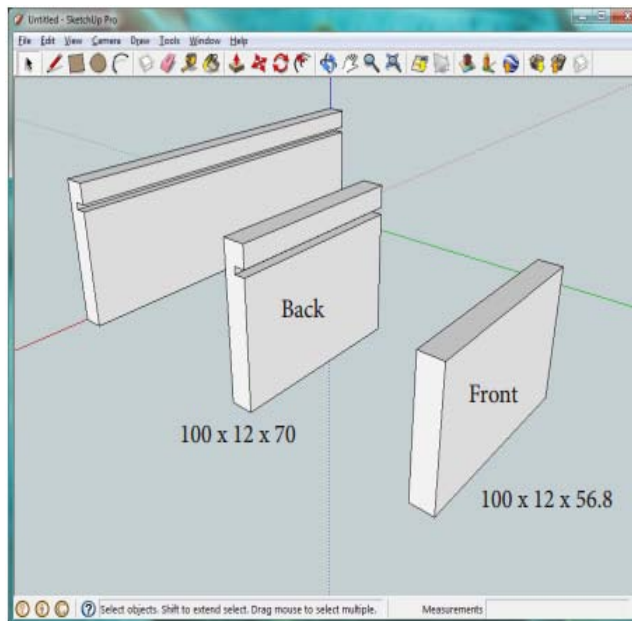 Untitled - SketchUp Pro
File Edit View Camera Draw Tools Window Help
Back
Front
100 x 12 x 70
100 x 12 x 56.8
Select objects. Shift to extend select. Drag mouse to select multiple.
Measurements